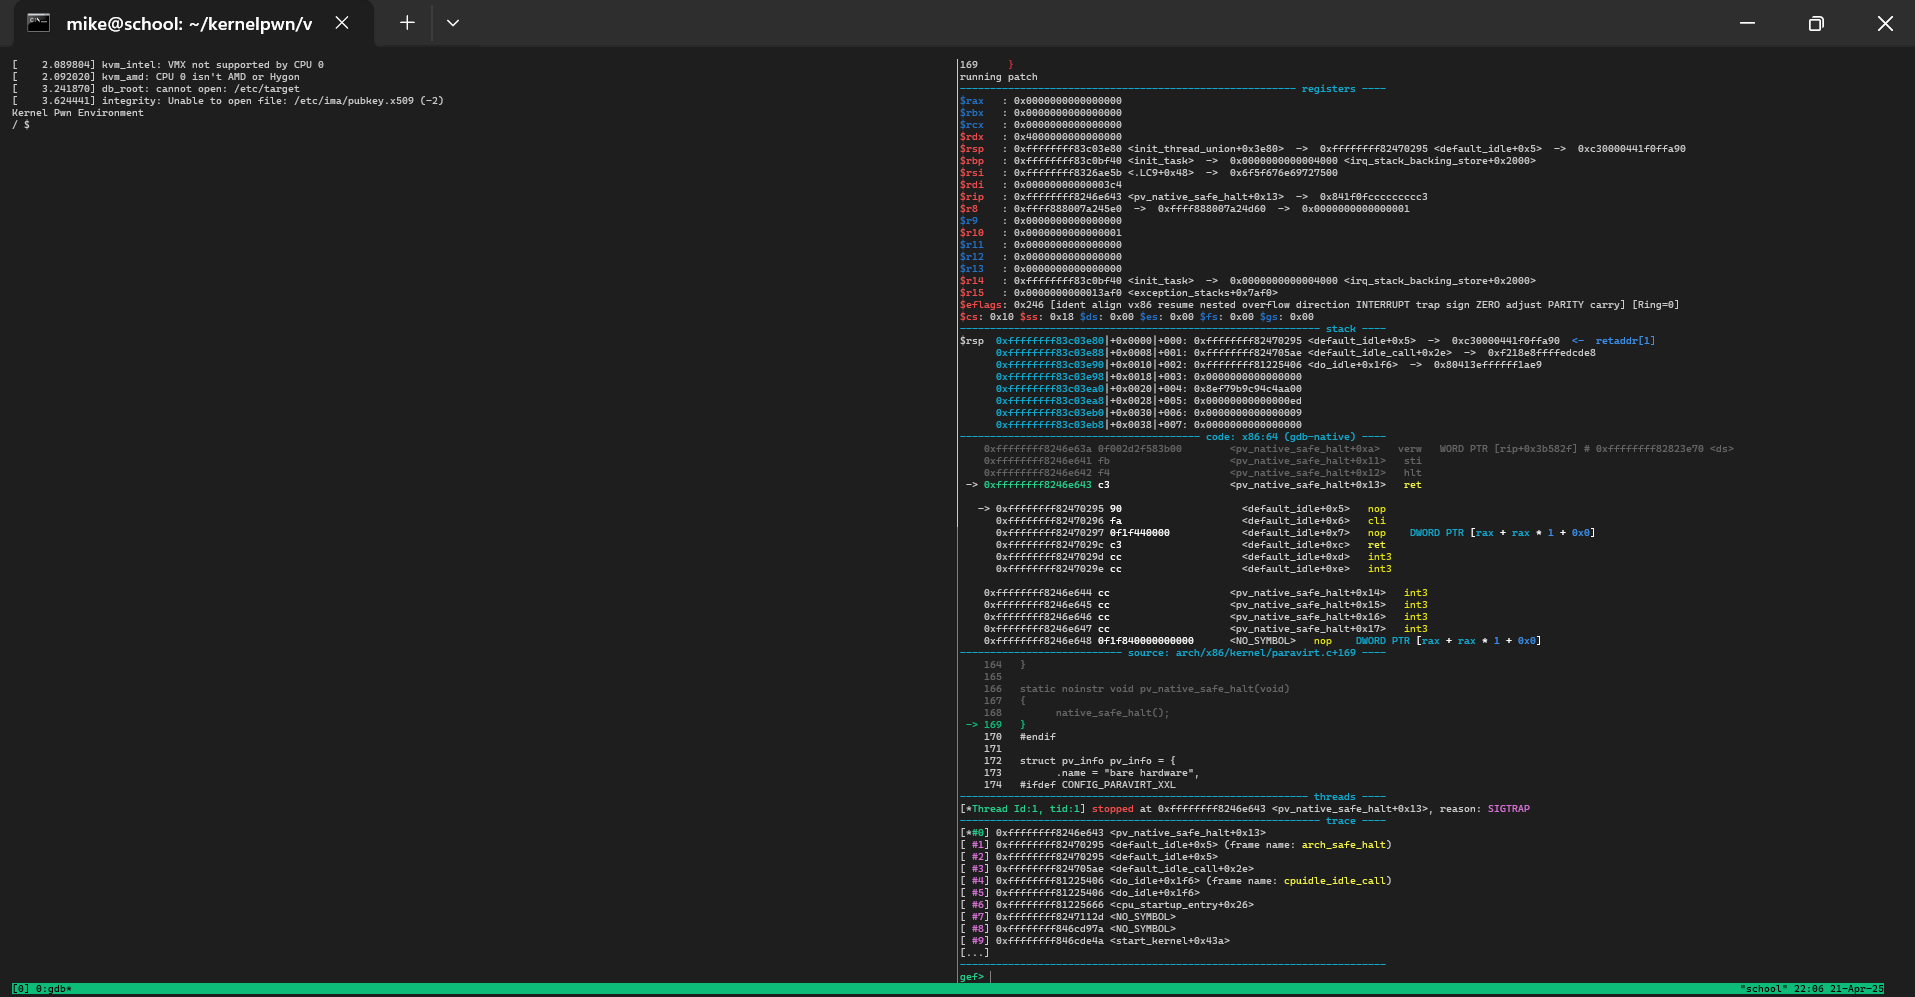 mike@school: ~/kernelpwn/v
[    2.089804] kvm_intel: VMX not supported by CPU 0
[    2.092020] kvm_amd: CPU 0 isn't AMD or Hygon
[    3.241870] db_root: cannot open: /etc/target
[    3.624441] integrity: Unable to open file: /etc/ima/pubkey.x509 (-2)
Kernel Pwn Environment
/ $
169     }
running patch
registers
$rax   : 0x0000000000000000
$rbx   : 0x0000000000000000
$rcx   : 0x0000000000000000
$rdx   : 0x4000000000000000
$rsp   : 0xffffffff83c03e80 <init_thread_union+0x3e80>  ->  0xffffffff82470295 <default_idle+0x5>  ->  0xc30000441f0ffa90
$rbp   : 0xffffffff83c0bf40 <init_task>  ->  0x0000000000004000 <irq_stack_backing_store+0x2000>
$rsi   : 0xffffffff8326ae5b <.LC9+0x48>  ->  0x6f5f676e69727500
$rdi   : 0x00000000000003c4
$rip   : 0xffffffff8246e643 <pv_native_safe_halt+0x13>  ->  0x841f0fccccccccc3
$r8    : 0xffff888007a245e0  ->  0xffff888007a24d60  ->  0x0000000000000001
$r9    : 0x0000000000000000
$r10   : 0x0000000000000001
$r11   : 0x0000000000000000
$r12   : 0x0000000000000000
$r13   : 0x0000000000000000
$r14   : 0xffffffff83c0bf40 <init_task>  ->  0x0000000000004000 <irq_stack_backing_store+0x2000>
$r15   : 0x0000000000013af0 <exception_stacks+0x7af0>
$eflags: 0x246 [ident align vx86 resume nested overflow direction INTERRUPT trap sign ZERO adjust PARITY carry] [Ring=0]
$cs: 0x10 $ss: 0x18 $ds: 0x00 $es: 0x00 $fs: 0x00 $gs: 0x00
stack
$rsp  0xffffffff83c03e80|+0x0000|+000: 0xffffffff82470295 <default_idle+0x5>  ->  0xc30000441f0ffa90  <-  retaddr[1]
0xffffffff83c03e88|+0x0008|+001: 0xffffffff824705ae <default_idle_call+0x2e>  ->  0xf218e8ffffedcde8
0xffffffff83c03e90|+0x0010|+002: 0xffffffff81225406 <do_idle+0x1f6>  ->  0x80413effffff1ae9
0xffffffff83c03e98|+0x0018|+003: 0x0000000000000000
0xffffffff83c03ea0|+0x0020|+004: 0x8ef79b9c94c4aa00
0xffffffff83c03ea8|+0x0028|+005: 0x00000000000000ed
0xffffffff83c03eb0|+0x0030|+006: 0x0000000000000009
0xffffffff83c03eb8|+0x0038|+007: 0x0000000000000000
code: x86:64 (gdb-native)
0xffffffff8246e63a 0f002d2f583b00        <pv_native_safe_halt+0xa>   verw   WORD PTR [rip+0x3b582f] # 0xffffffff82823e70 <ds>
0xffffffff8246e641 fb                    <pv_native_safe_halt+0x11>   sti
0xffffffff8246e642 f4                    <pv_native_safe_halt+0x12>   hlt
-> 0xffffffff8246e643 c3                    <pv_native_safe_halt+0x13>   ret
-> 0xffffffff82470295 90                    <default_idle+0x5>   nop
0xffffffff82470296 fa                    <default_idle+0x6>   cli
0xffffffff82470297 0f1f440000            <default_idle+0x7>   nop    DWORD PTR [rax + rax * 1 + 0x0]
0xffffffff8247029c c3                    <default_idle+0xc>   ret
0xffffffff8247029d cc                    <default_idle+0xd>   int3
0xffffffff8247029e cc                    <default_idle+0xe>   int3
0xffffffff8246e644 cc                    <pv_native_safe_halt+0x14>   int3
0xffffffff8246e645 cc                    <pv_native_safe_halt+0x15>   int3
0xffffffff8246e646 cc                    <pv_native_safe_halt+0x16>   int3
0xffffffff8246e647 cc                    <pv_native_safe_halt+0x17>   int3
0xffffffff8246e648 0f1f840000000000      <NO_SYMBOL>   nop    DWORD PTR [rax + rax * 1 + 0x0]
source: arch/x86/kernel/paravirt.c+169
164   }
165
166   static noinstr void pv_native_safe_halt(void)
167   {
168         native_safe_halt();
-> 169   }
170   #endif
171
172   struct pv_info pv_info = {
173         .name = "bare hardware",
174   #ifdef CONFIG_PARAVIRT_XXL
threads
[*Thread Id:1, tid:1] stopped at 0xffffffff8246e643 <pv_native_safe_halt+0x13>, reason: SIGTRAP
trace
[*#0] 0xffffffff8246e643 <pv_native_safe_halt+0x13>
[ #1] 0xffffffff82470295 <default_idle+0x5> (frame name: arch_safe_halt)
[ #2] 0xffffffff82470295 <default_idle+0x5>
[ #3] 0xffffffff824705ae <default_idle_call+0x2e>
[ #4] 0xffffffff81225406 <do_idle+0x1f6> (frame name: cpuidle_idle_call)
[ #5] 0xffffffff81225406 <do_idle+0x1f6>
[ #6] 0xffffffff81225666 <cpu_startup_entry+0x26>
[ #7] 0xffffffff8247112d <NO_SYMBOL>
[ #8] 0xffffffff846cd97a <NO_SYMBOL>
[ #9] 0xffffffff846cde4a <start_kernel+0x43a>
[...]
gef>
[0] 0:gdb*
"school" 22:06 21-Apr-25